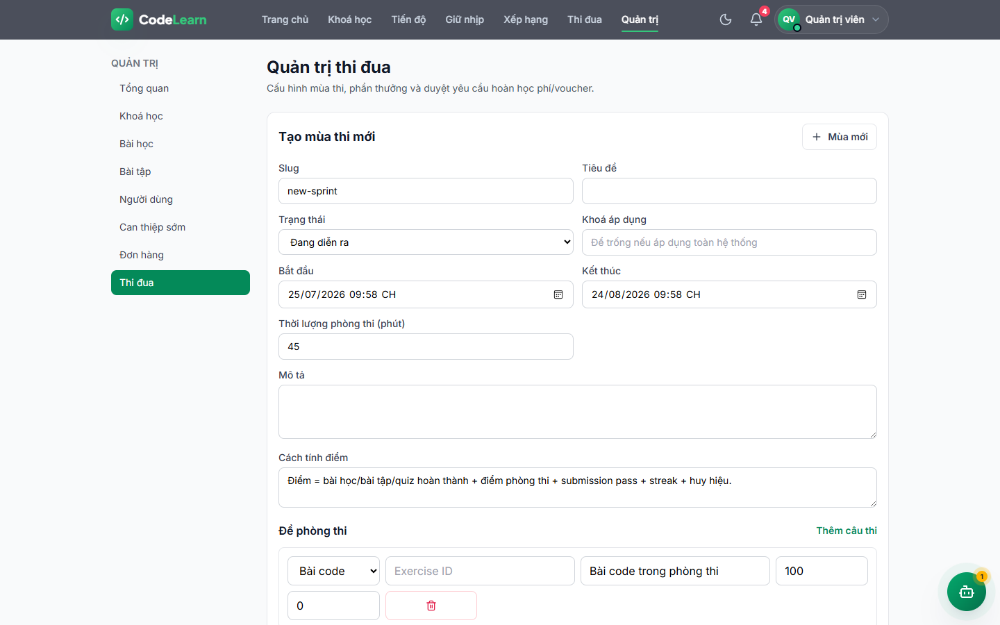 CodeLearn
Trang chủ
Khoá học
Tiến độ
Giữ nhịp
Xếp hạng
Thi đua
Quản trị
4
QV
Quản trị viên
QUẢN TRỊ
Tổng quan
Khoá học
Bài học
Bài tập
Người dùng
Can thiệp sớm
Đơn hàng
Thi đua
Quản trị thi đua
Cấu hình mùa thi, phần thưởng và duyệt yêu cầu hoàn học phí/voucher.
Tạo mùa thi mới
Mùa mới
Slug
new-sprint
Tiêu đề
Trạng thái
Đang diễn ra
Khoá áp dụng
Để trống nếu áp dụng toàn hệ thống
Bắt đầu
25/07/2026 09:58 CH
Kết thúc
24/08/2026 09:58 CH
Thời lượng phòng thi (phút)
45
Mô tả
Cách tính điểm
Điểm = bài học/bài tập/quiz hoàn thành + điểm phòng thi + submission pass + streak + huy hiệu.
Đề phòng thi
Thêm câu thi
Bài code
Exercise ID
Bài code trong phòng thi
100
0
1